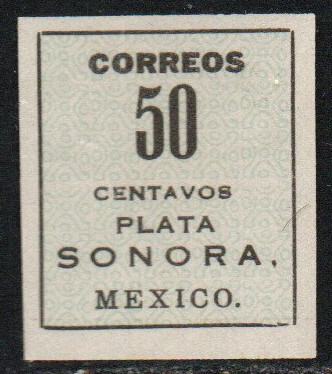 CORREOS
50
CENTAVOS
PLATA
SONORA.
MEXICO.